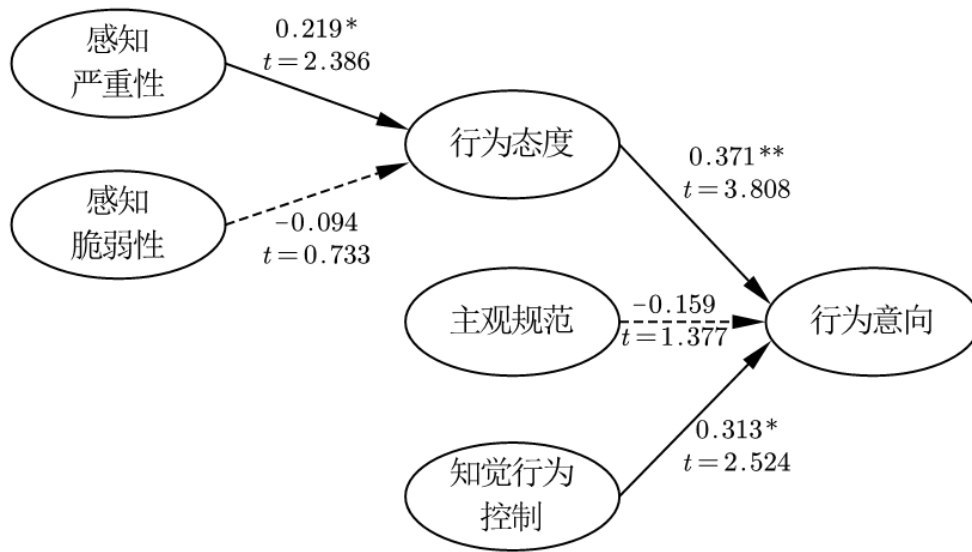 感知
严重性
0.219*
t=2.386
行为态度
0.371**
t=3.808
感知
脆弱性
-0.094
t=0.733
主观规范
-0.159
t=1.377
行为意向
知觉行为
控制
0.313*
t=2.524